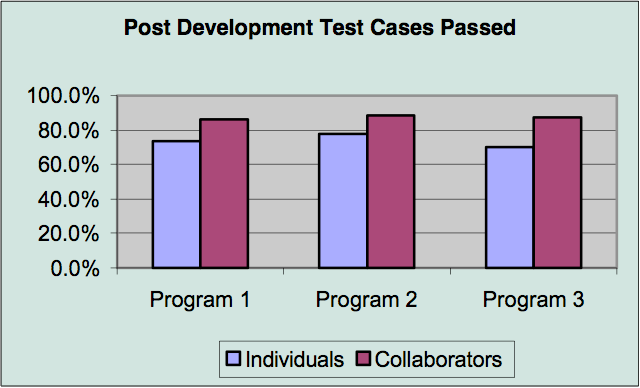 Post Development Test Cases Passed
100.0%
80.0%
60.0%
40.0%
20.0%
0.0%
Program 1 Program 2 Program 3
Individuals Collaborators